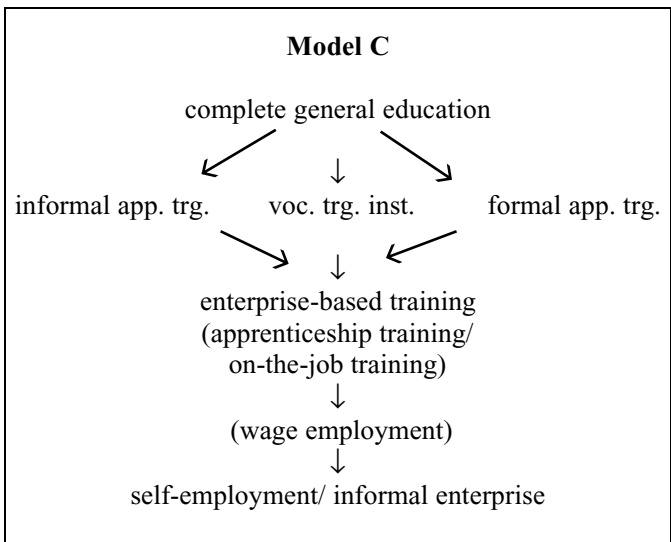 Model C
complete general education
↓
informal app. trg. voc. trg. inst. formal app. trg.
↓
enterprise-based training
(apprenticeship training/
on-the-job training)
↓
(wage employment)
↓
self-employment/ informal enterprise